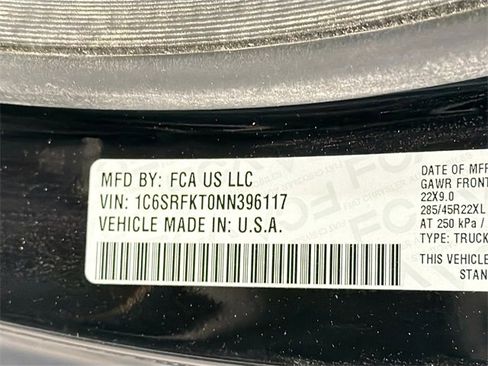 MFD BY: FCA US LLC
VIN: 1C6SRFKT0NN396117
VEHICLE MADE IN: U.S.A.
DATE OF MFR
GAWR FRONT
22X9.0
285/45R22XL
AT 250 kPa /
TYPE: TRUCK
THIS VEHICLE
STAN